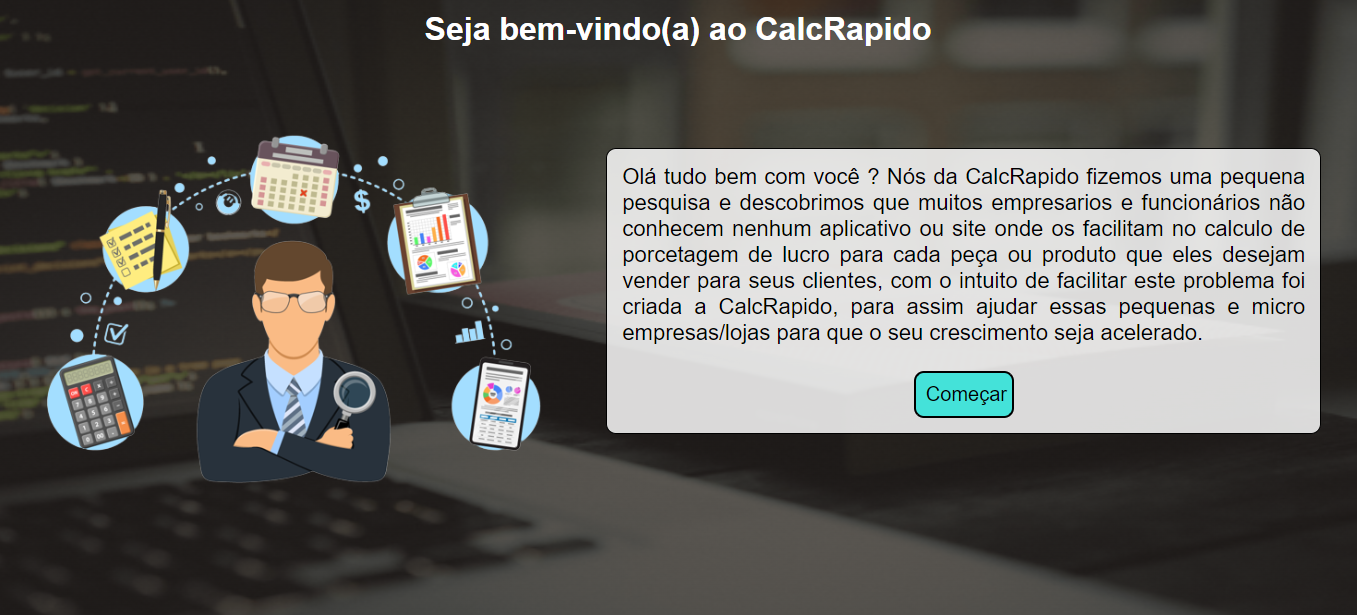 Seja bem-vindo(a) ao CalcRapido
Olá tudo bem com você ? Nós da CalcRapido fizemos uma pequena
pesquisa e descobrimos que muitos empresarios e funcionários não
conhecem nenhum aplicativo ou site onde os facilitam no calculo de
porcetagem de lucro para cada peça ou produto que eles desejam
vender para seus clientes, com o intuito de facilitar este problema foi
criada a CalcRapido, para assim ajudar essas pequenas e micro
empresas/lojas para que o seu crescimento seja acelerado.
Começar